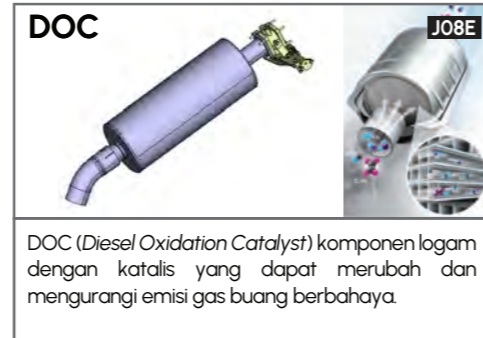 DOC
J08E
DOC (Diesel Oxidation Catalyst) komponen logam
dengan katalis yang dapat merubah dan
mengurangi emisi gas buang berbahaya.